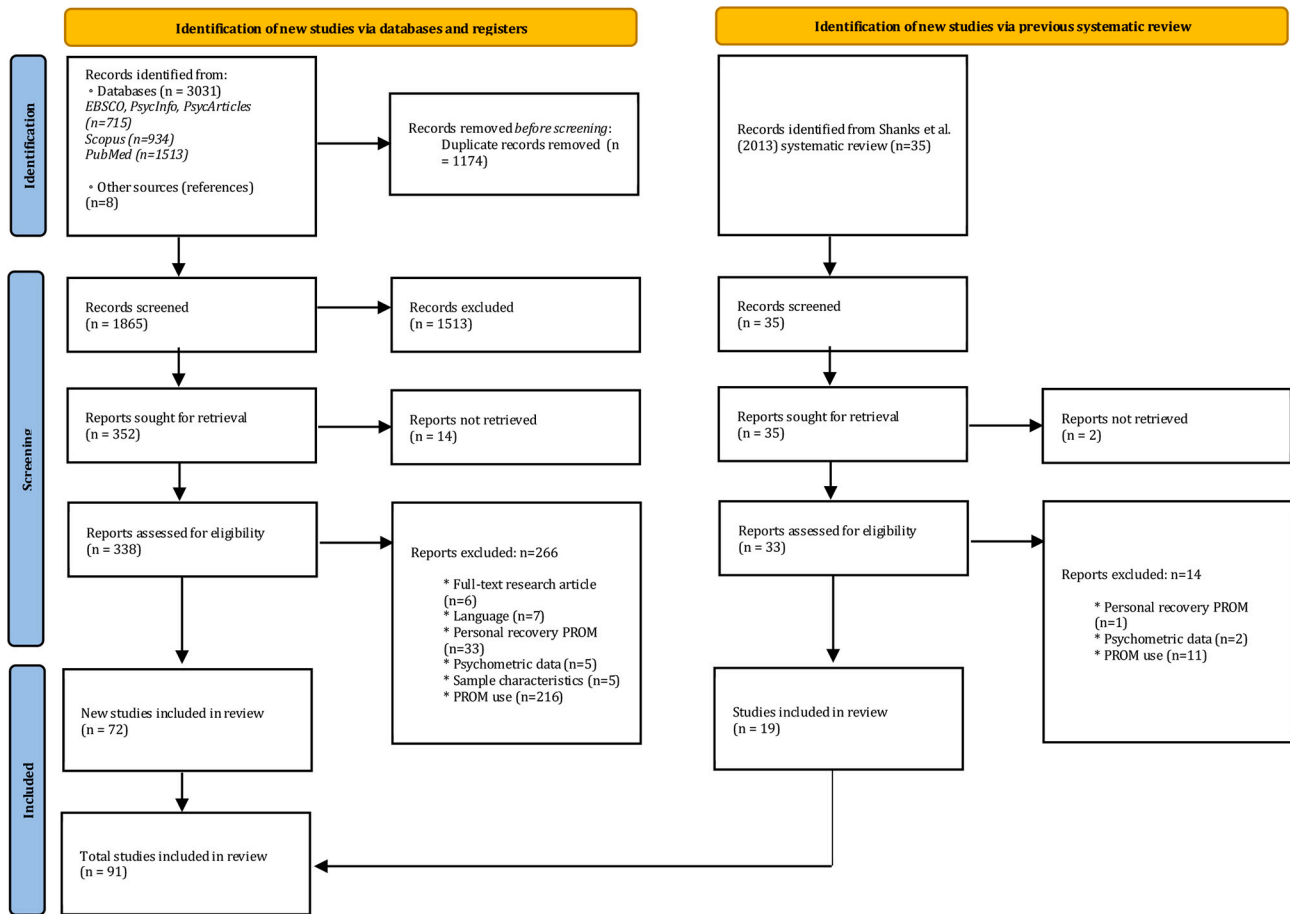 Identification of new studies via databases and registers
Identification of new studies via previous systematic review
Identification
Records identified from:
◦ Databases (n = 3031)
EBSCO, PsycInfo, PsycArticles
(n=715)
Scopus (n=934)
PubMed (n=1513)
◦ Other sources (references)
(n=8)
Records removed before screening:
Duplicate records removed (n
= 1174)
Records identified from Shanks et al.
(2013) systematic review (n=35)
Screening
Records screened
(n = 1865)
Records excluded
(n = 1513)
Records screened
(n = 35)
Reports sought for retrieval
(n = 352)
Reports not retrieved
(n = 14)
Reports sought for retrieval
(n = 35)
Reports not retrieved
(n = 2)
Reports assessed for eligibility
(n = 338)
Reports excluded: n=266
* Full-text research article
(n=6)
* Language (n=7)
* Personal recovery PROM
(n=33)
* Psychometric data (n=5)
* Sample characteristics (n=5)
* PROM use (n=216)
Reports assessed for eligibility
(n = 33)
Reports excluded: n=14
* Personal recovery PROM
(n=1)
* Psychometric data (n=2)
* PROM use (n=11)
Included
New studies included in review
(n = 72)
Studies included in review
(n = 19)
Total studies included in review
(n = 91)